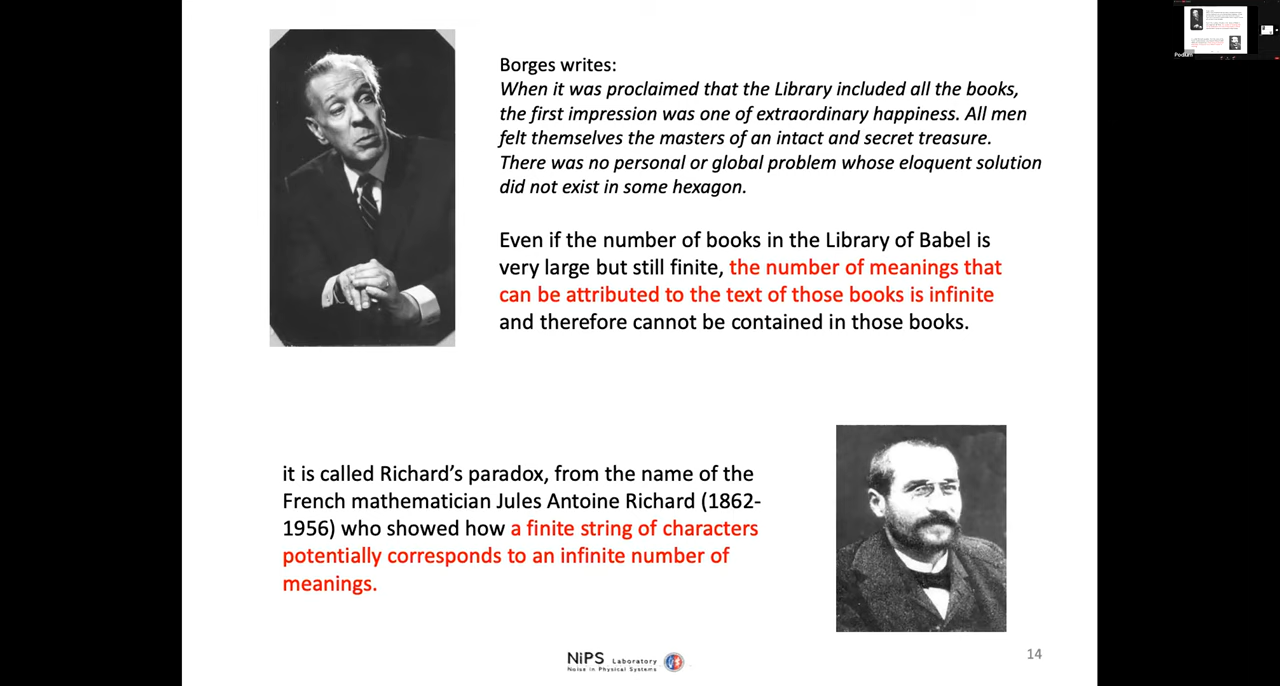 Borges writes:
When it was proclaimed that the Library included all the books,
the first impression was one of extraordinary happiness. All men
felt themselves the masters of an intact and secret treasure.
There was no personal or global problem whose eloquent solution
did not exist in some hexagon.
Even if the number of books in the Library of Babel is
very large but still finite, the number of meanings that
can be attributed to the text of those books is infinite
and therefore cannot be contained in those books.
it is called Richard's paradox, from the name of the
French mathematician Jules Antoine Richard (1862-
1956) who showed how a finite string of characters
potentially corresponds to an infinite number of
meanings.
NiPS Laboratory
Noise in Physical Systems
14
Podium